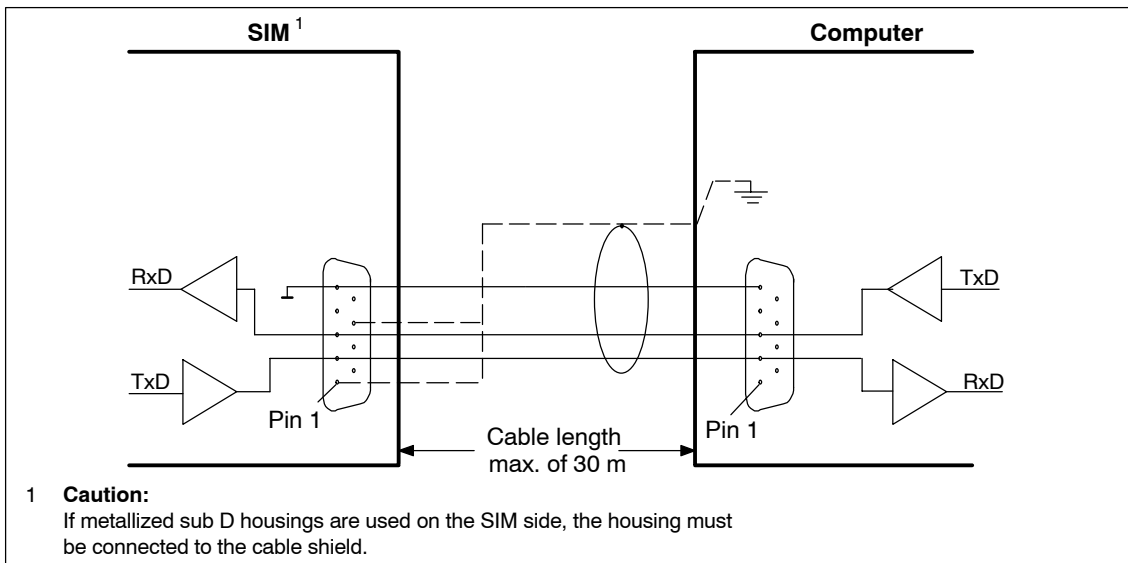 SIM 1
Computer
RxD
TxD
TxD
RxD
Pin 1
Pin 1
Cable length
max. of 30 m
1 Caution:
If metallized sub D housings are used on the SIM side, the housing must
be connected to the cable shield.